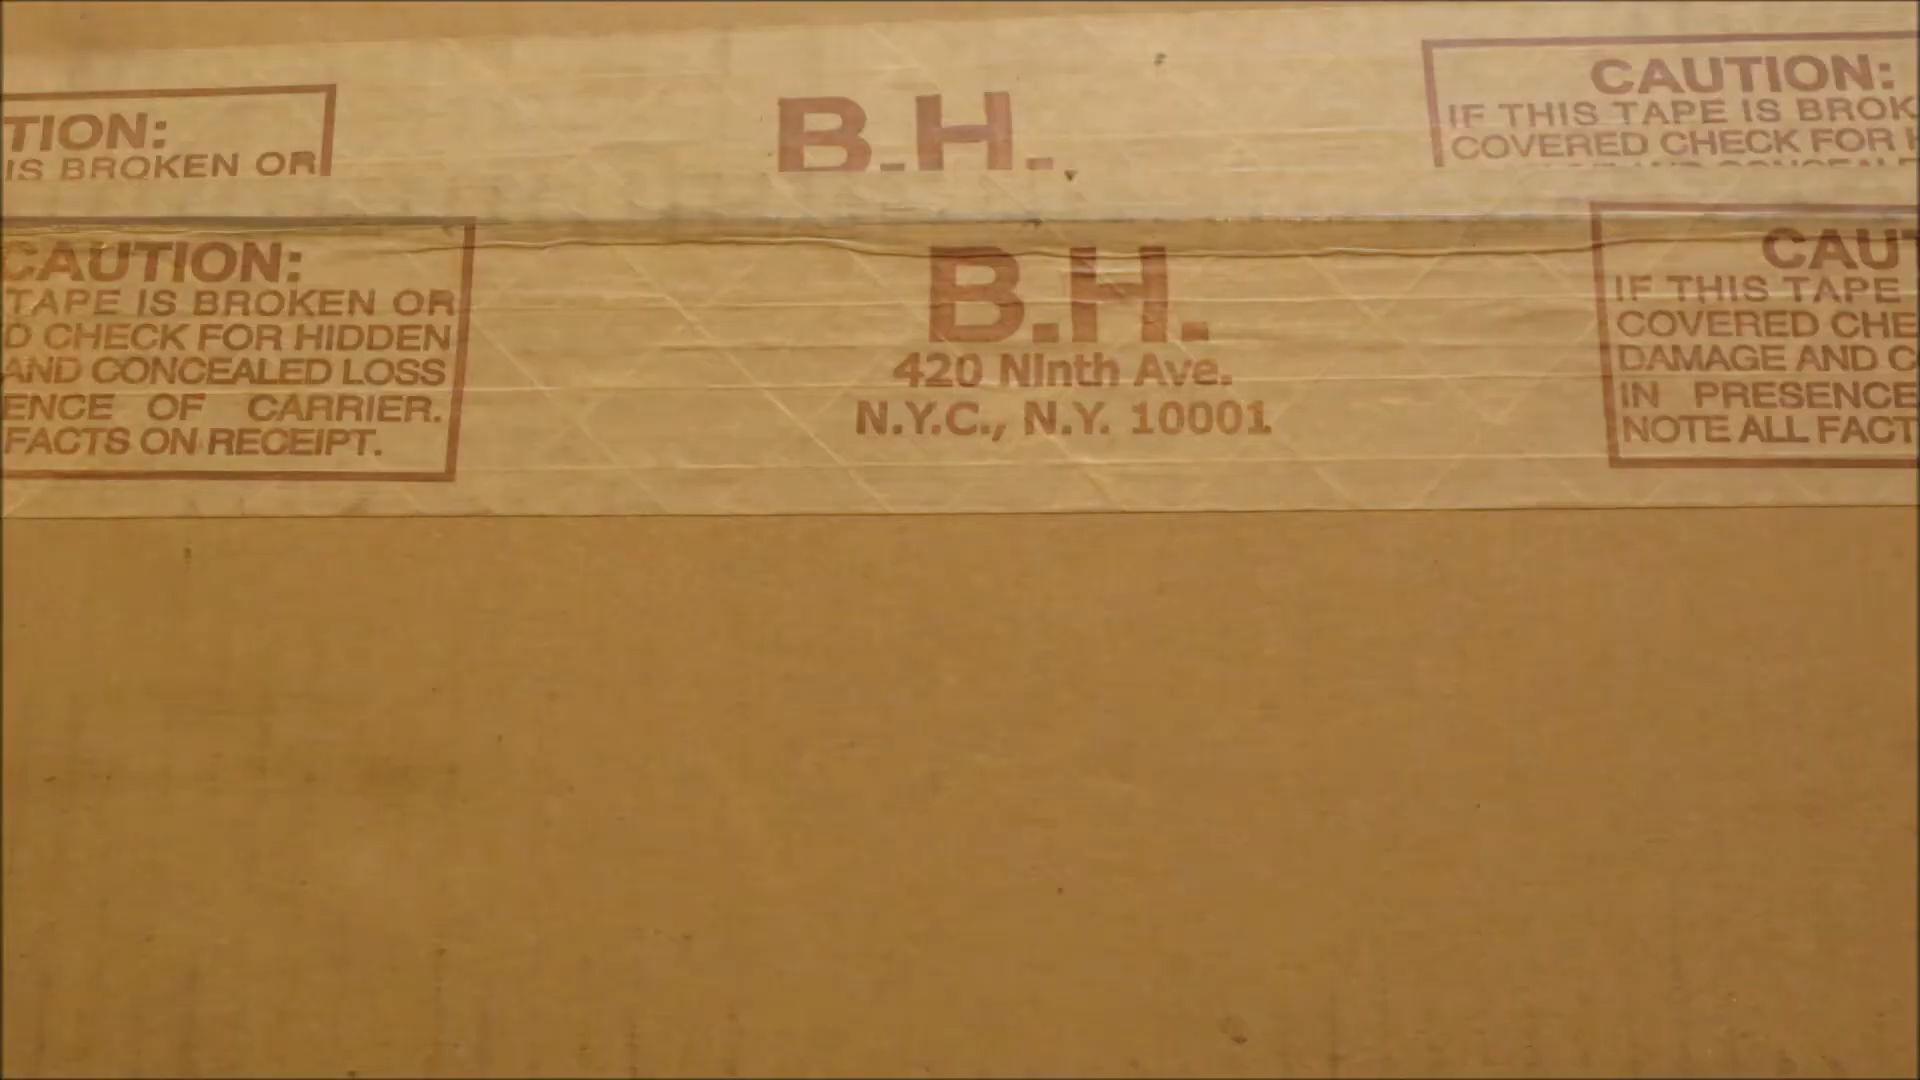 TION:
IS BROKEN OR
B.H.
CAUTION:
IF THIS TAPE IS
COVERED CHECK FOR
CAUTION:
TAPE IS BROKEN OR
D CHECK FOR HIDDEN
AND CONCEALED LOSS
ENCE OF CARRIER.
FACTS ON RECEIPT.
B.H.
420 Ninth Ave.
N.Y.C., N.Y. 10001
CAUT
IF THIS TAPE
COVERED CHE
DAMAGE AND C
IN PRESENCE
NOTE ALL FACT